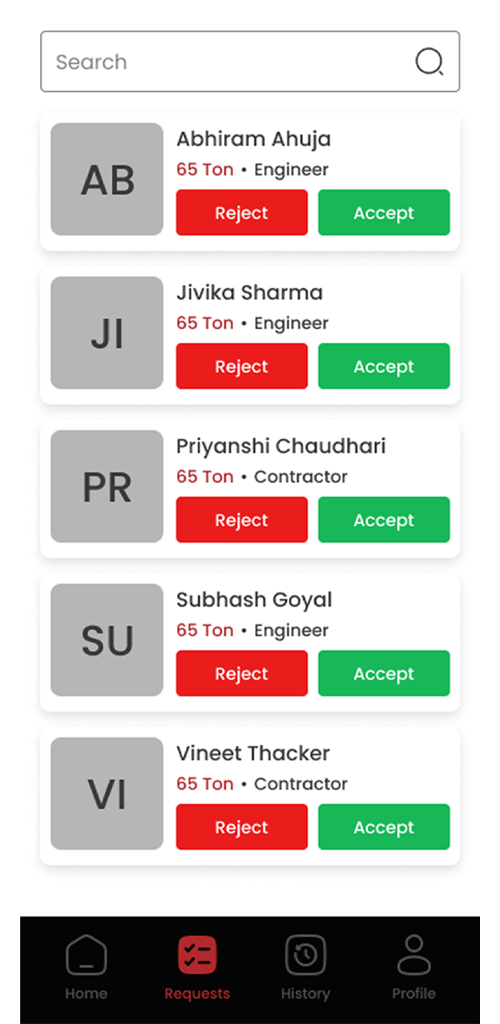 Search
AB
Abhiram Ahuja
65 Ton • Engineer
Reject Accept
JI
Jivika Sharma
65 Ton • Engineer
Reject Accept
PR
Priyanshi Chaudhari
65 Ton • Contractor
Reject Accept
SU
Subhash Goyal
65 Ton • Engineer
Reject Accept
VI
Vineet Thacker
65 Ton • Contractor
Reject Accept
Home Requests History Profile